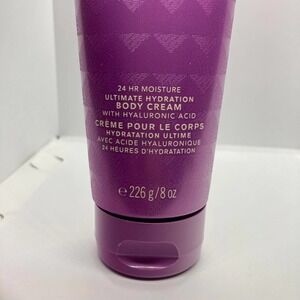 24 HR MOISTURE
ULTIMATE HYDRATION
BODY CREAM
WITH HYALURONIC ACID
CRÈME POUR LE CORPS
HYDRATATION ULTIME
AVEC ACIDE HYALURONIQUE
24 HEURES D'HYDRATATION
℮ 226 g/8 oz